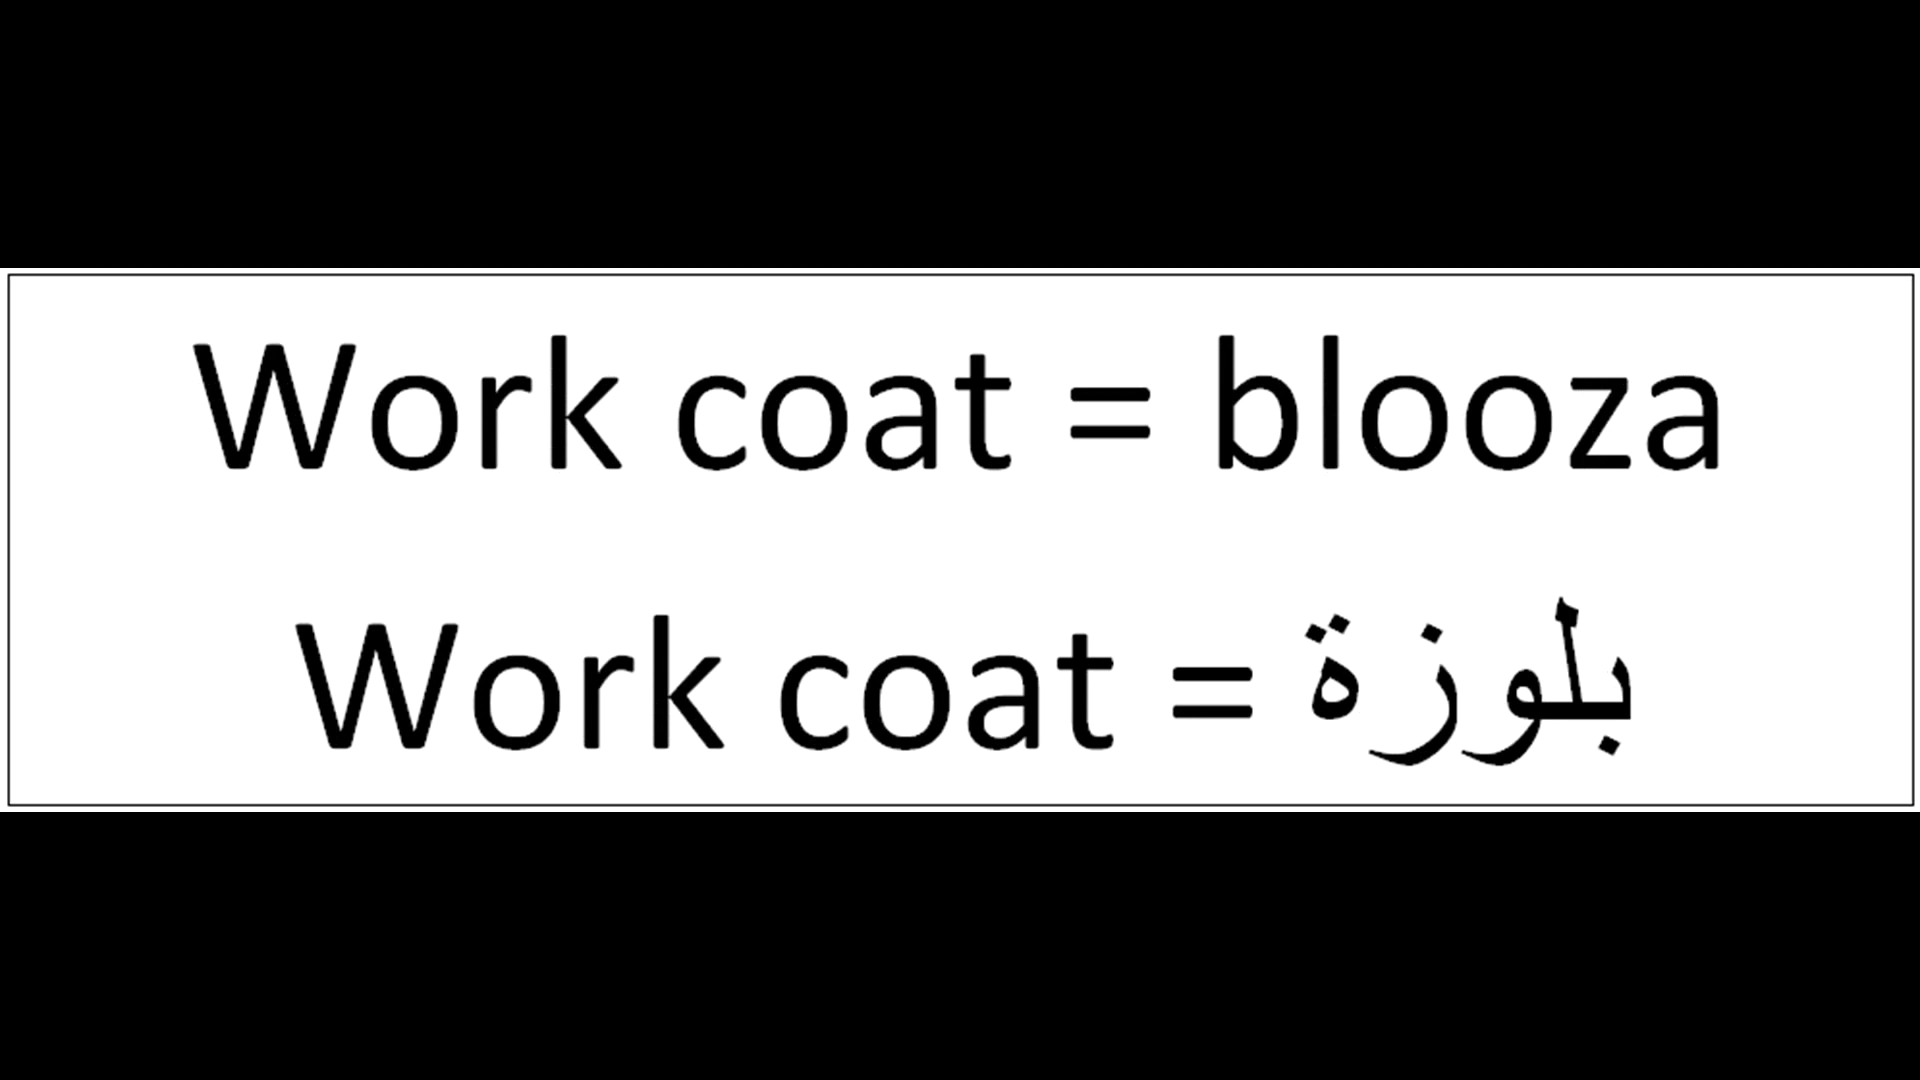 Work coat = blooza
Work coat = بلوزة